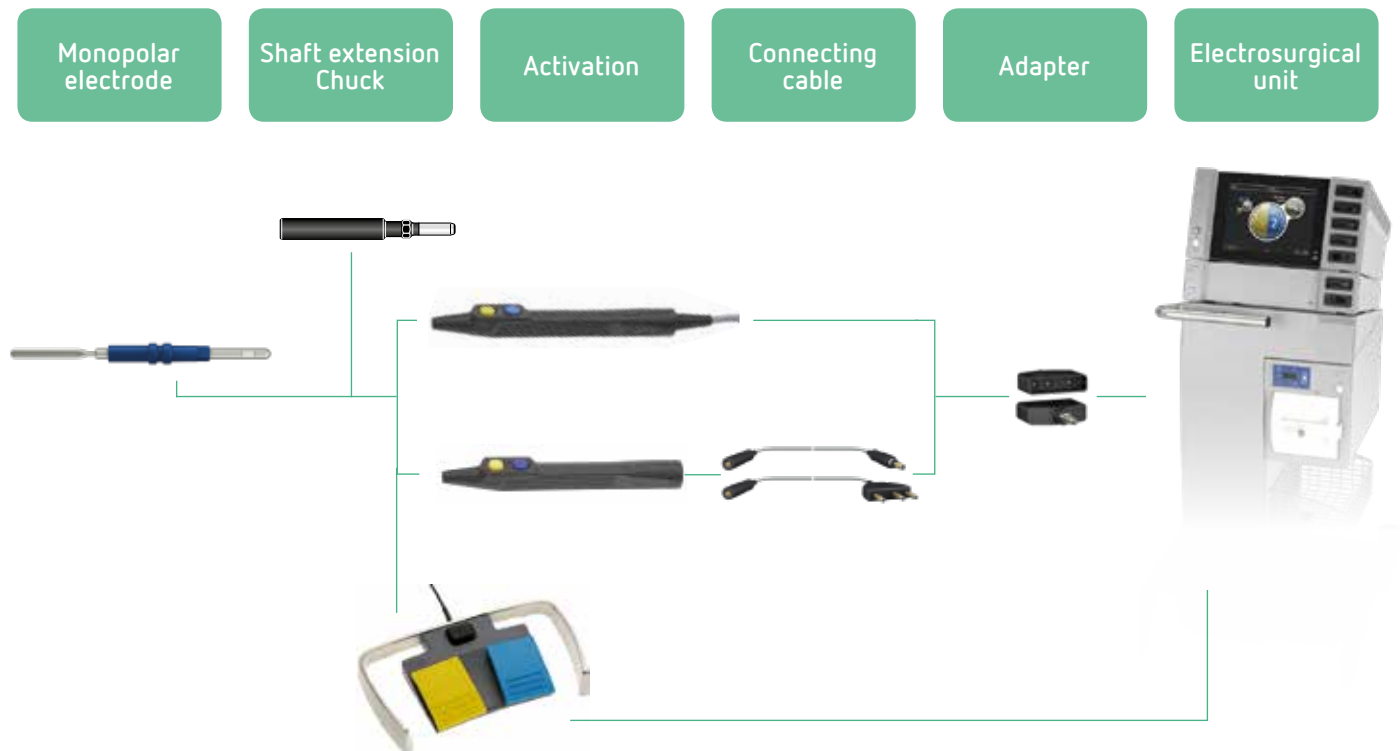 Monopolar
electrode
Shaft extension
Chuck
Activation
Connecting
cable
Adapter
Electrosurgical
unit